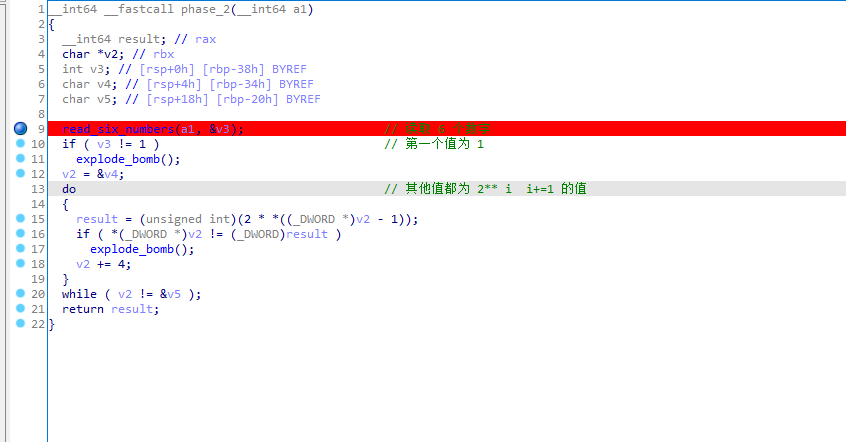 1 __int64 __fastcall phase_2(__int64 a1)
2 {
3 __int64 result; // rax
4 char *v2; // rbx
5 int v3; // [rsp+0h] [rbp-38h] BYREF
6 char v4; // [rsp+4h] [rbp-34h] BYREF
7 char v5; // [rsp+18h] [rbp-20h] BYREF
8
9 read_six_numbers(a1, &v3); // 6
10 if ( v3 != 1 ) // 第一个值为 1
11 explode_bomb();
12 v2 = &v4;
13 do // 其他值都为 2** i i+=1 的值
14 {
15 result = (unsigned int)(2 * *((_DWORD *)v2 - 1));
16 if ( *(_DWORD *)v2 != (_DWORD)result )
17 explode_bomb();
18 v2 += 4;
19 }
20 while ( v2 != &v5 );
21 return result;
22 }